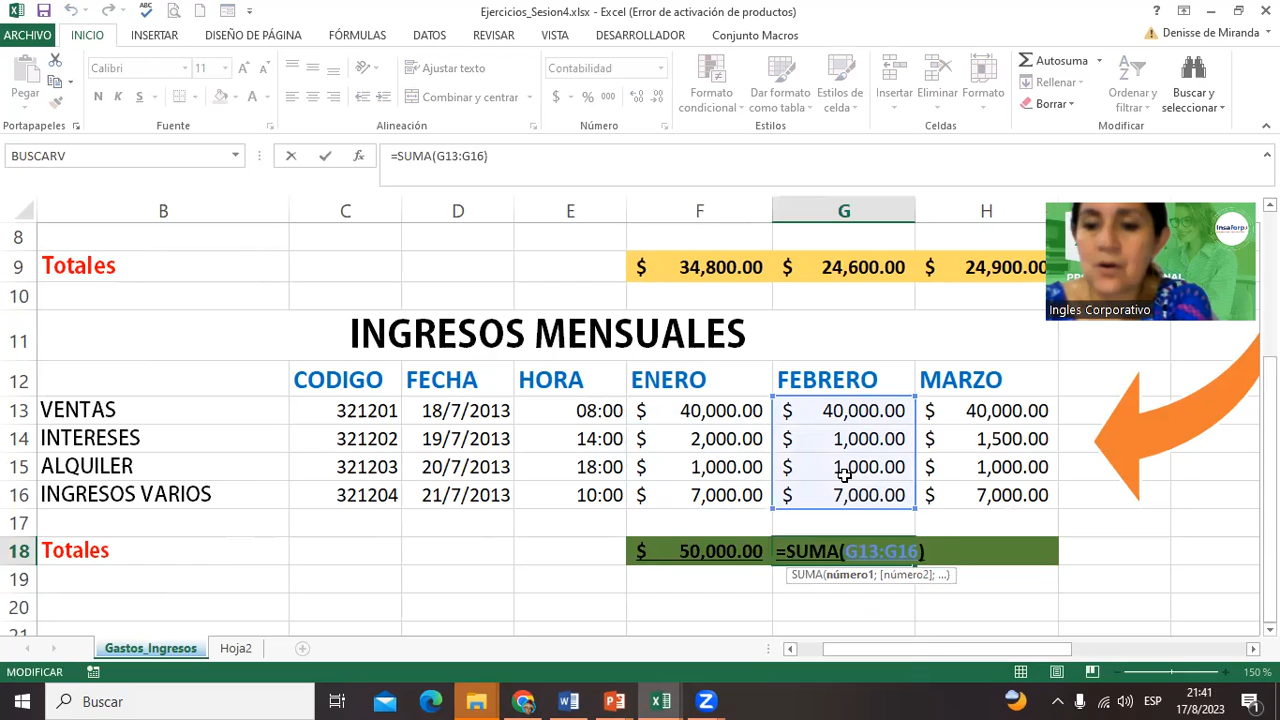 Ejercicios_Sesion4.xlsx - Excel (Error de activación de productos)
ABC
?
ARCHIVO INICIO INSERTAR DISEÑO DE PÁGINA FÓRMULAS DATOS REVISAR VISTA DESARROLLADOR Conjunto Macros Denisse de Miranda
Pegar
Portapapeles
Calibri 11
N K S
Fuente
Ajustar texto
Combinar y centrar
Alineación
Contabilidad
$ % 000
Número
Formato condicional
Dar formato como tabla
Estilos de celda
Estilos
Insertar Eliminar Formato
Celdas
Autosuma
Rellenar
Borrar
Ordenar y filtrar
Buscar y seleccionar
Modificar
BUSCARV fx =SUMA(G13:G16)
B C D E F G H
8
9 Totales $ 34,800.00 $ 24,600.00 $ 24,900.00
10
11 INGRESOS MENSUALES
12 CODIGO FECHA HORA ENERO FEBRERO MARZO
13 VENTAS 321201 18/7/2013 08:00 $ 40,000.00 $ 40,000.00 $ 40,000.00
14 INTERESES 321202 19/7/2013 14:00 $ 2,000.00 $ 1,000.00 $ 1,500.00
15 ALQUILER 321203 20/7/2013 18:00 $ 1,000.00 $ 1,000.00 $ 1,000.00
16 INGRESOS VARIOS 321204 21/7/2013 10:00 $ 7,000.00 $ 7,000.00 $ 7,000.00
17
18 Totales $ 50,000.00 =SUMA(G13:G16)
SUMA(número1; [número2]; ...)
19
20
21
Insaforp
Ingles Corporativo
Gastos_Ingresos Hoja2
MODIFICAR 150 %
Buscar
ESP
21:41
17/8/2023